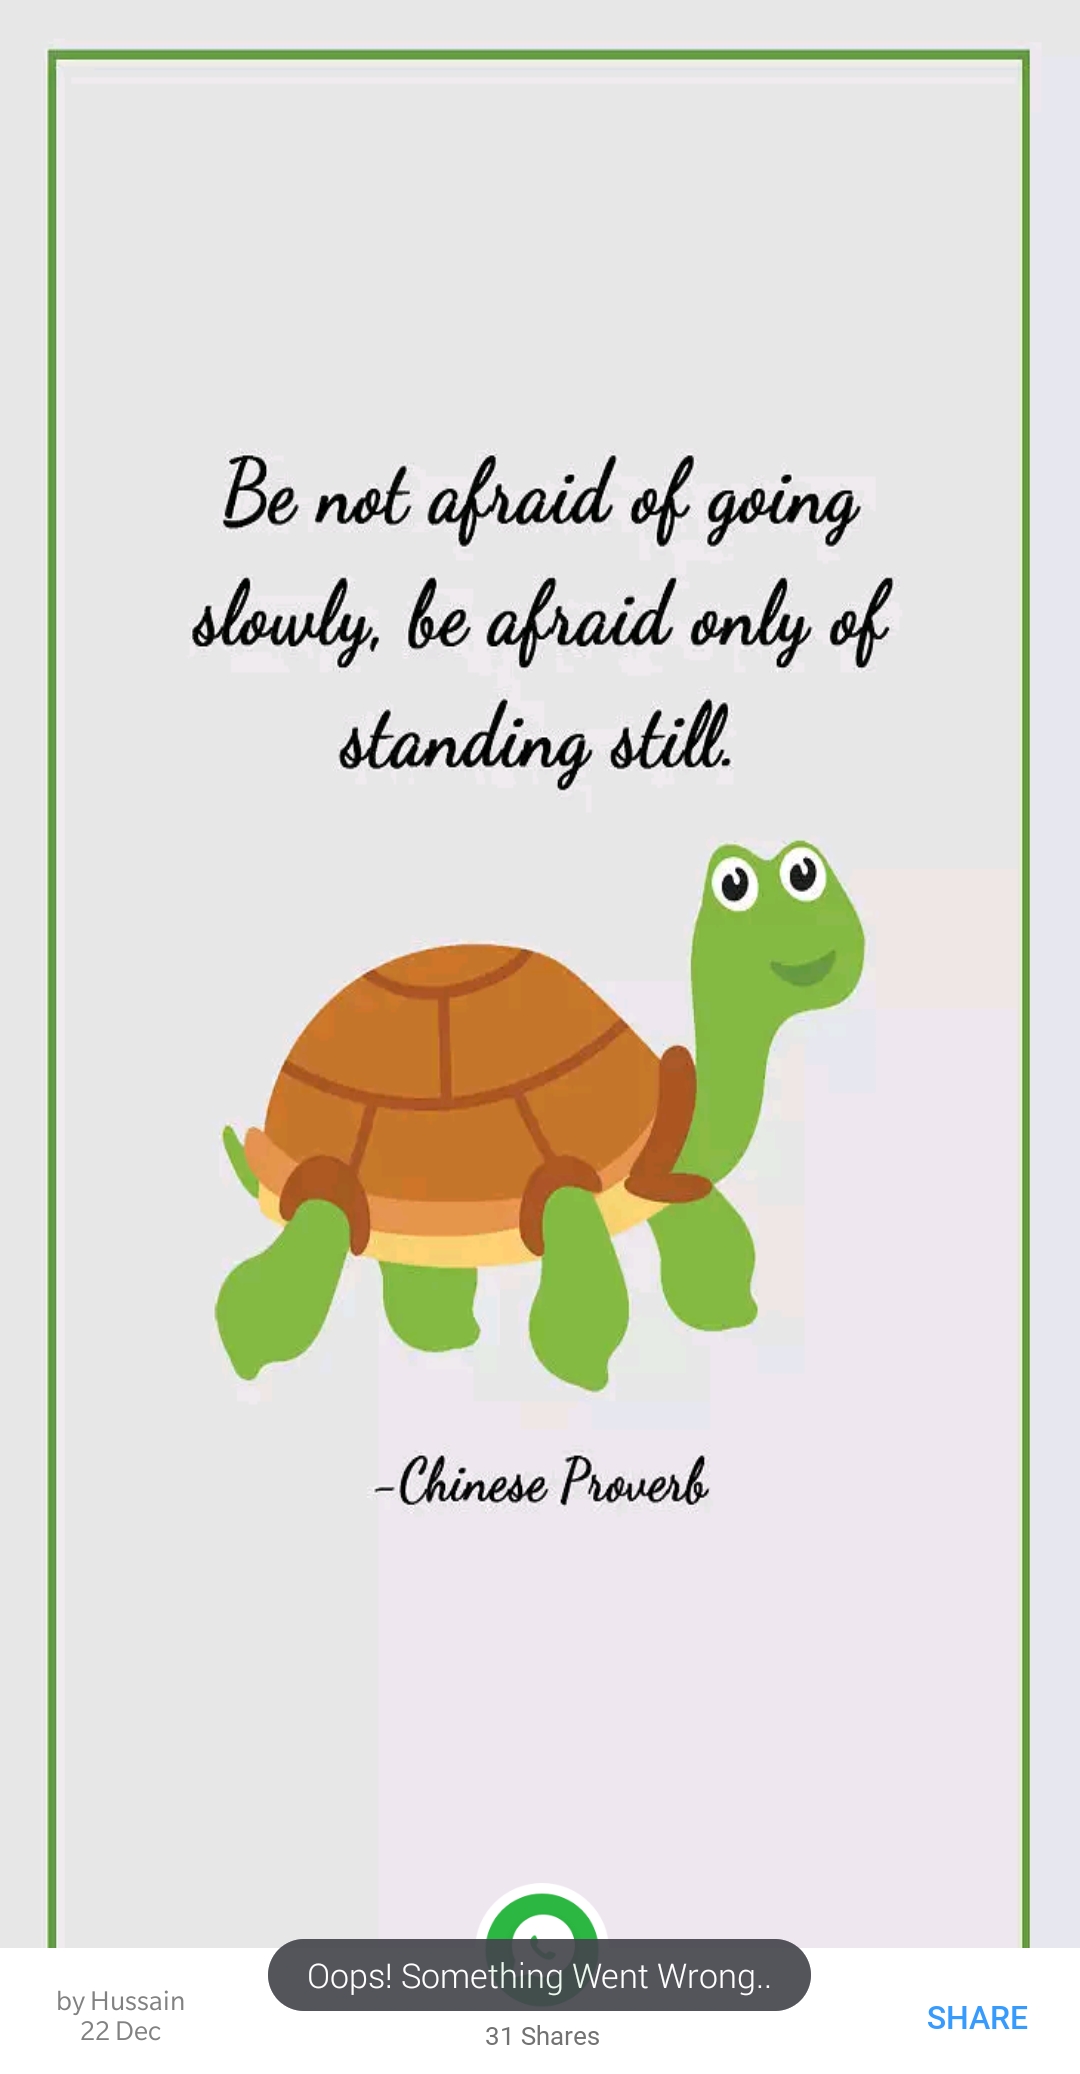 Be not afraid of going
slowly, be afraid only of
standing still.
-Chinese Proverb
Oops! Something Went Wrong..
by Hussain
22 Dec
31 Shares
SHARE